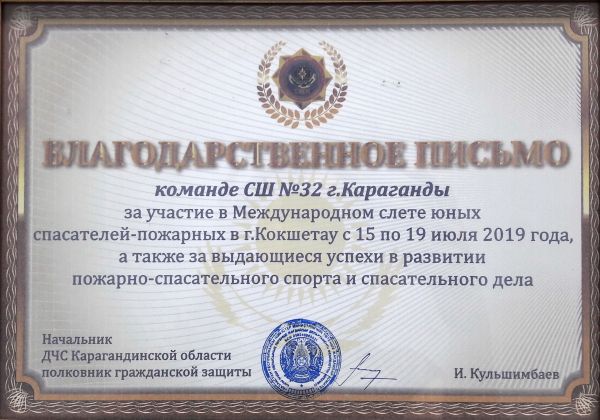 БЛАГОДАРСТВЕННОЕ ПИСЬМО
команде СШ №32 г.Караганды
за участие в Международном слете юных
спасателей-пожарных в г.Кокшетау с 15 по 19 июля 2019 года,
а также за выдающиеся успехи в развитии
пожарно-спасательного спорта и спасательного дела
Начальник
ДЧС Карагандинской области
полковник гражданской защиты
И. Кульшимбаев